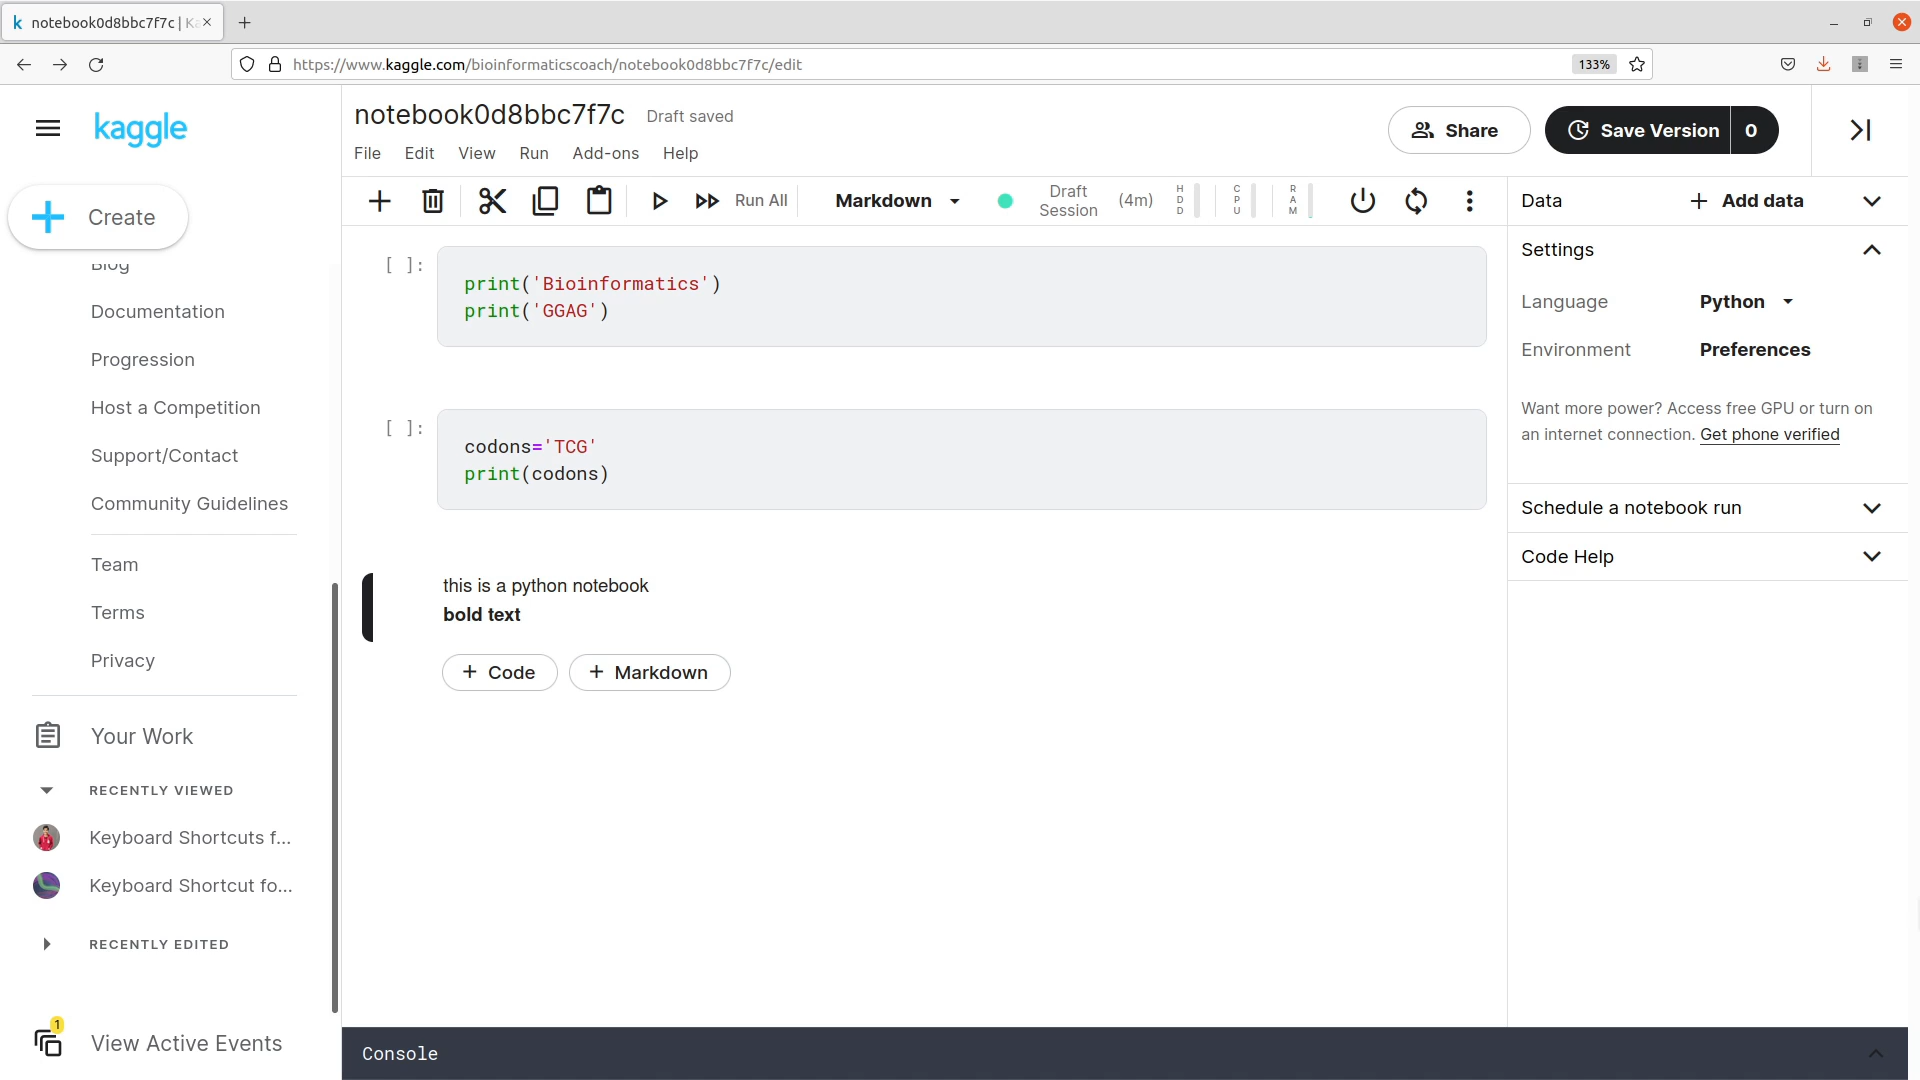 notebook0d8bbc7f7c | Ka
https://www.kaggle.com/bioinformaticscoach/notebook0d8bbc7f7c/edit
133%
kaggle
notebook0d8bbc7f7c
Draft saved
Share
Save Version
0
File Edit View Run Add-ons Help
Create
Run All
Markdown
Draft Session
(4m)
HDD
CPU
RAM
Blog
Documentation
Progression
Host a Competition
Support/Contact
Community Guidelines
Team
Terms
Privacy
Your Work
RECENTLY VIEWED
Keyboard Shortcuts f...
Keyboard Shortcut fo...
RECENTLY EDITED
1
View Active Events
[ ]:
print('Bioinformatics')
print('GGAG')
[ ]:
codons='TCG'
print(codons)
this is a python notebook
bold text
+ Code
+ Markdown
Data
+ Add data
Settings
Language
Python
Environment
Preferences
Want more power? Access free GPU or turn on
an internet connection. Get phone verified
Schedule a notebook run
Code Help
Console